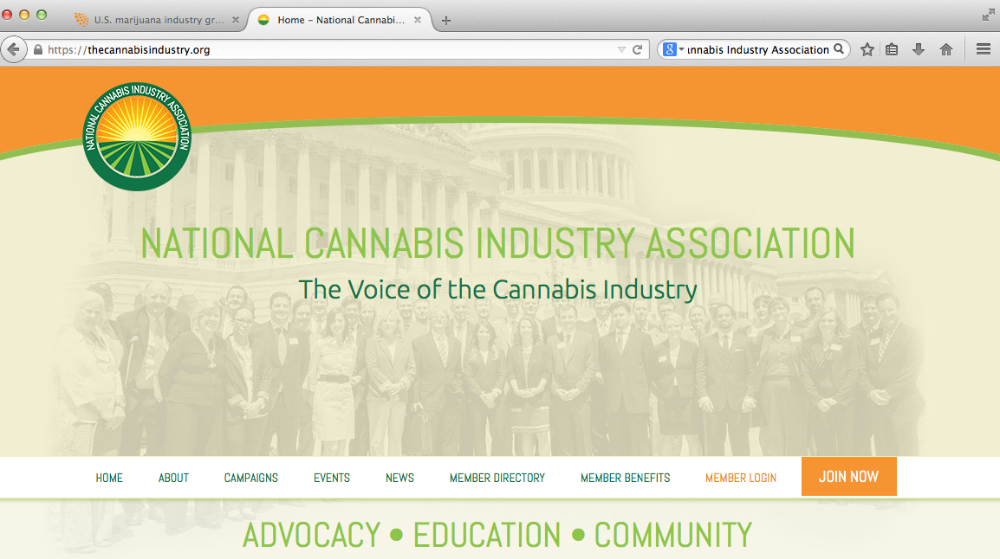 U.S. marijuana industry gr...
Home – National Cannabi...
https://thecannabisindustry.org
nnabis Industry Association
NATIONAL CANNABIS INDUSTRY ASSOCIATION
NATIONAL CANNABIS INDUSTRY ASSOCIATION
The Voice of the Cannabis Industry
HOME ABOUT CAMPAIGNS EVENTS NEWS MEMBER DIRECTORY MEMBER BENEFITS MEMBER LOGIN JOIN NOW
ADVOCACY • EDUCATION • COMMUNITY